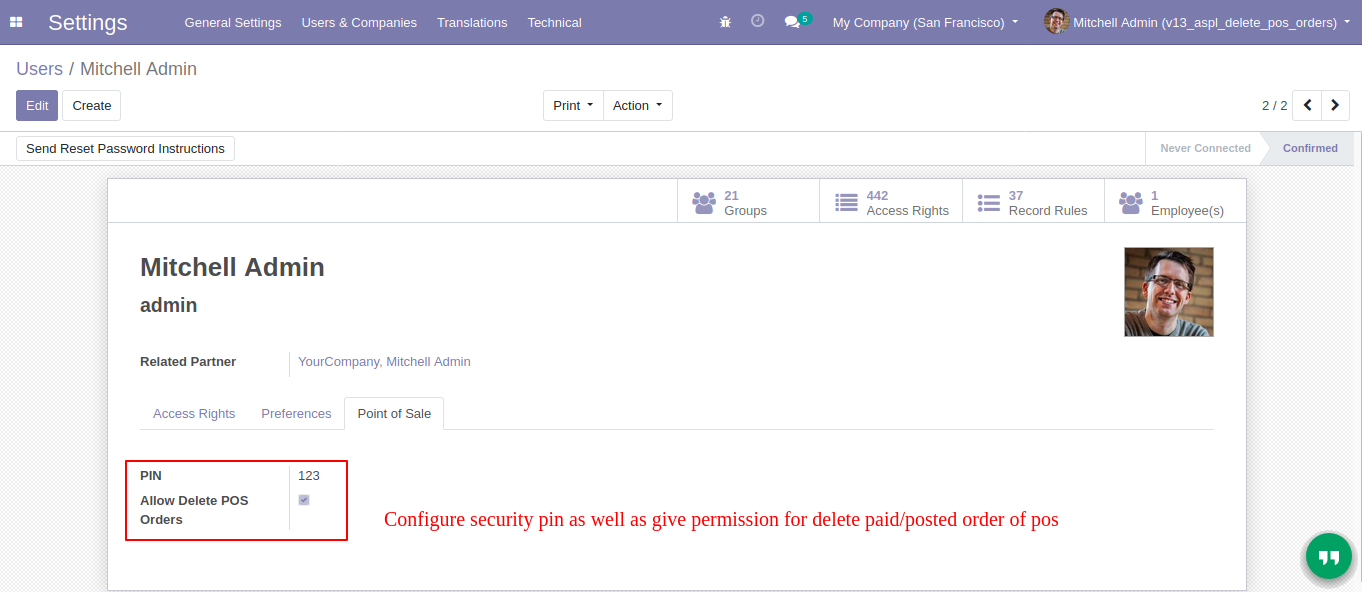 Settings General Settings Users & Companies Translations Technical 5 My Company (San Francisco) Mitchell Admin (v13_aspl_delete_pos_orders)
Users / Mitchell Admin
Edit Create Print Action 2 / 2
Send Reset Password Instructions Never Connected Confirmed
21 442 37 1
Groups Access Rights Record Rules Employee(s)
Mitchell Admin
admin
Related Partner YourCompany, Mitchell Admin
Access Rights Preferences Point of Sale
PIN 123
Allow Delete POS
Orders
Configure security pin as well as give permission for delete paid/posted order of pos